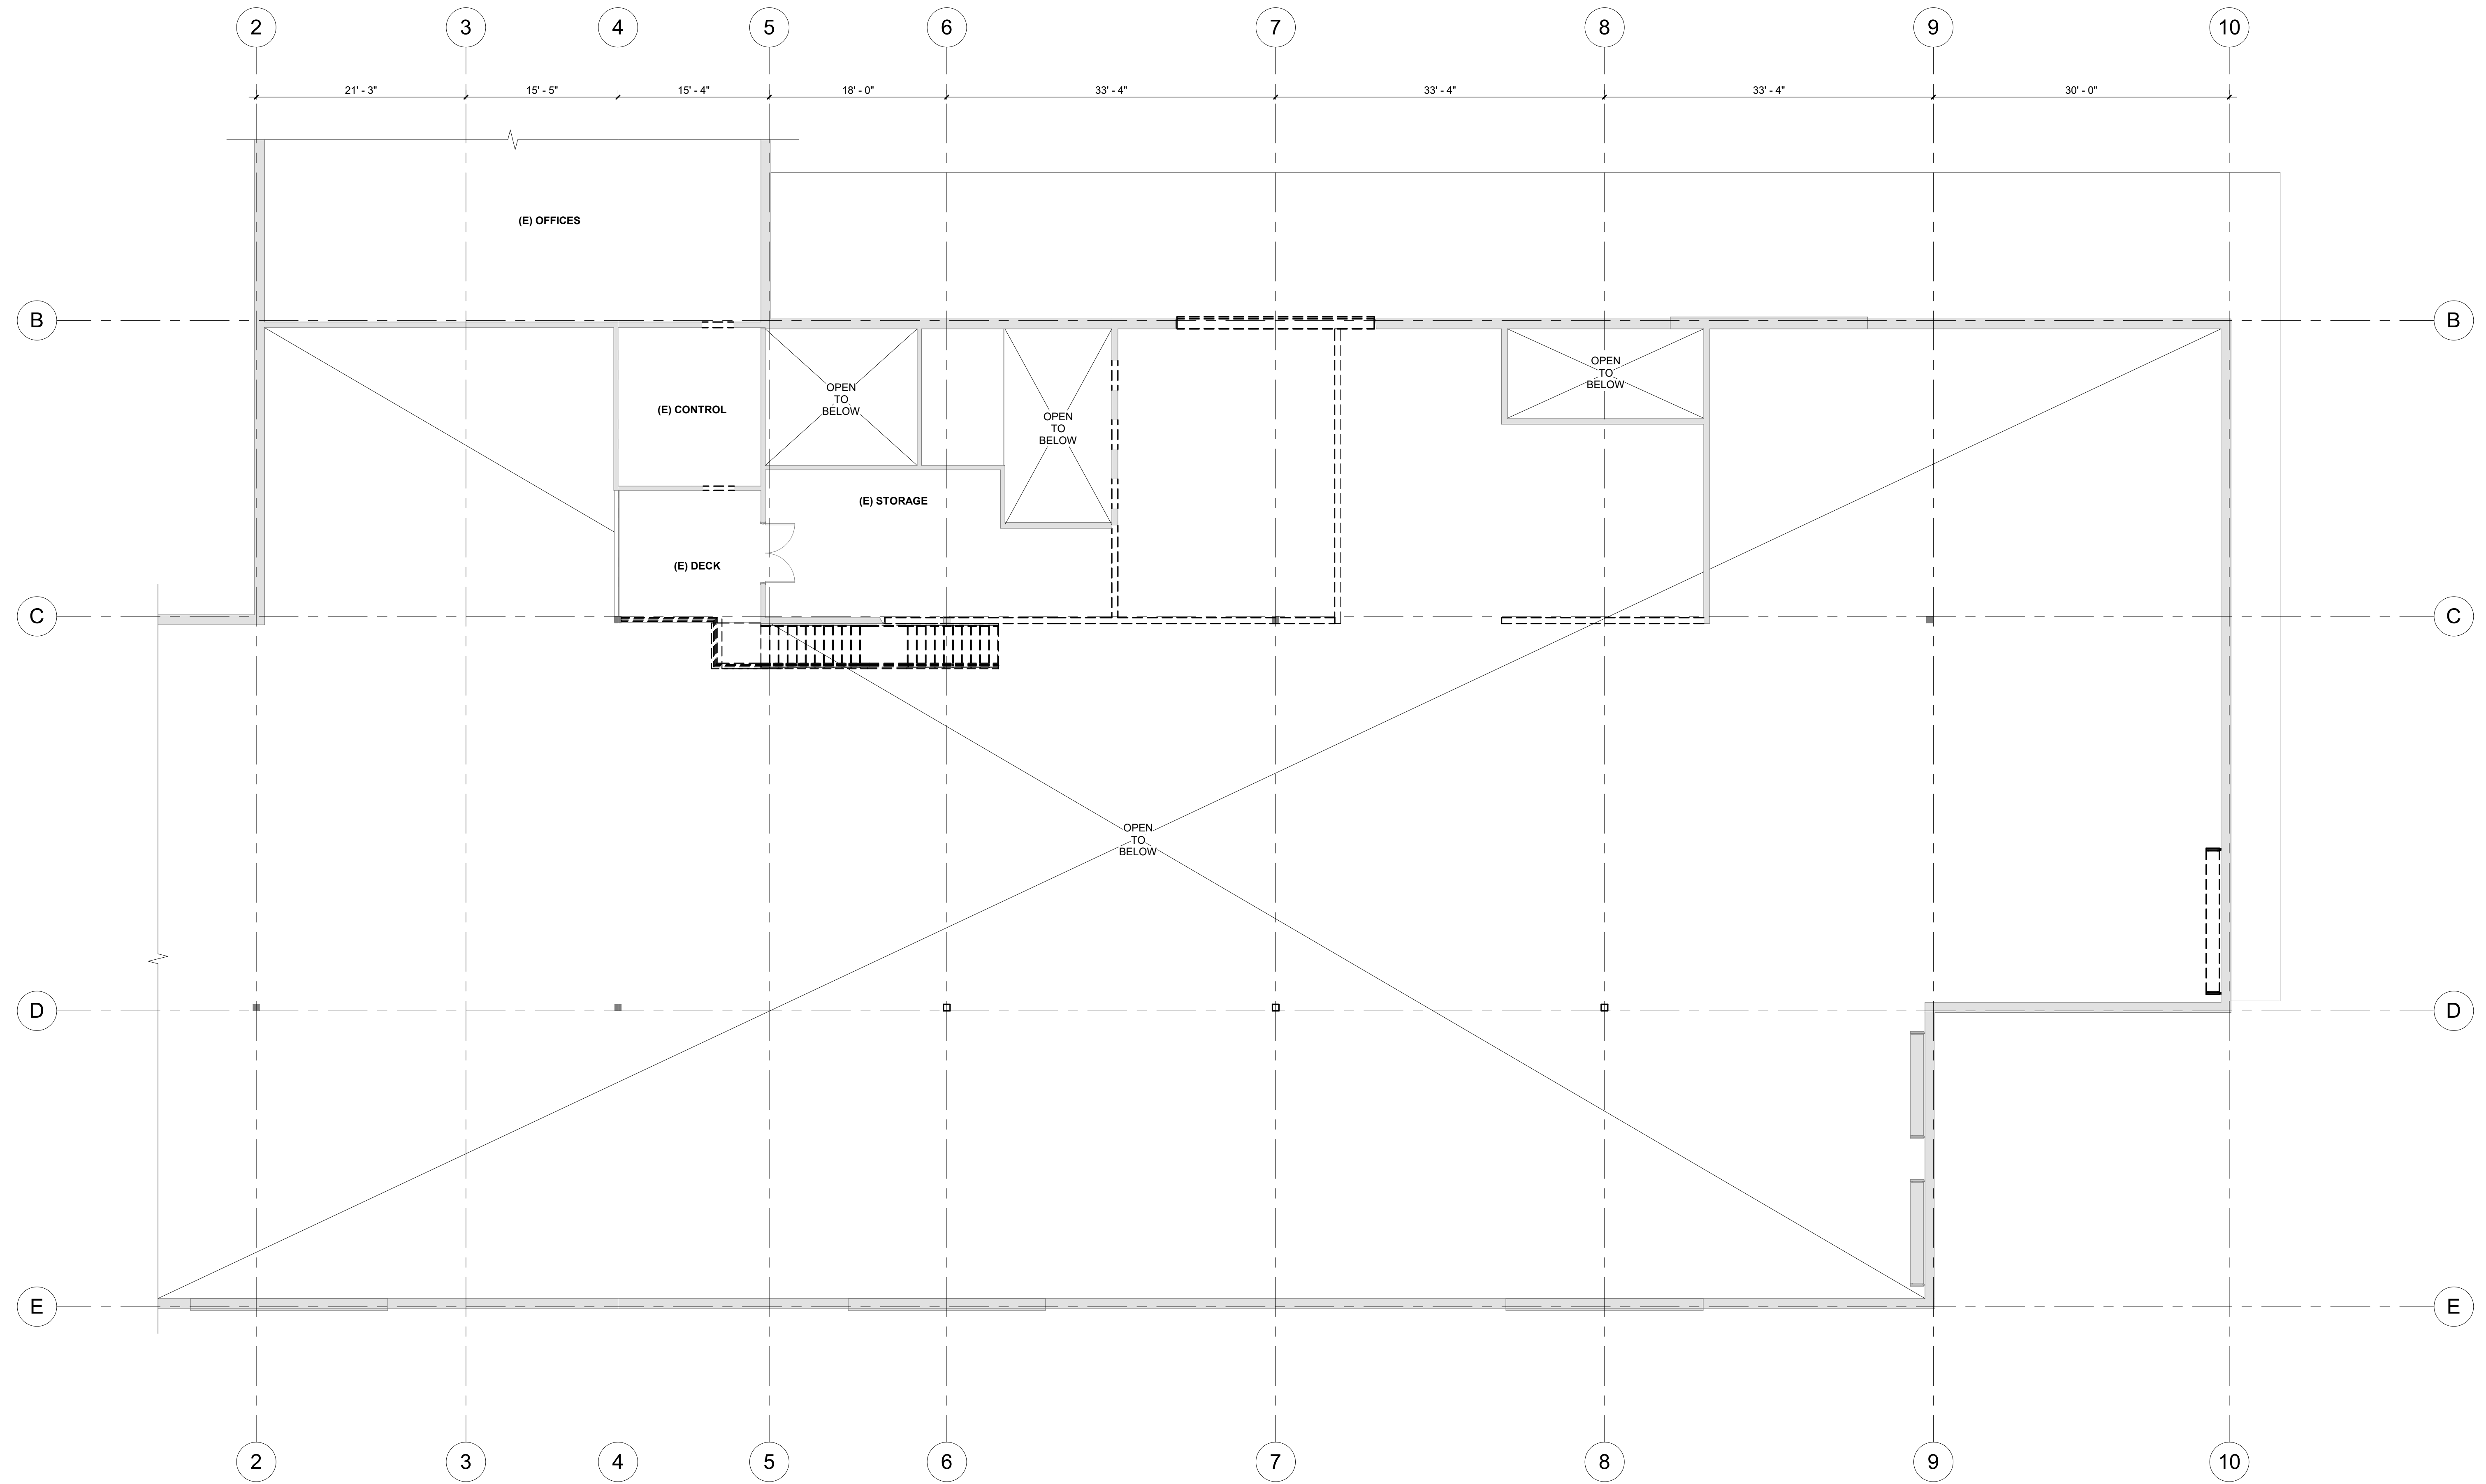 2 3 4 5 6 7 8 9 10
21' - 3" 15' - 5" 15' - 4" 18' - 0" 33' - 4" 33' - 4" 33' - 4" 30' - 0"
(E) OFFICES
B B
OPEN
TO
BELOW
OPEN
TO
BELOW
(E) CONTROL
OPEN
TO
BELOW
(E) STORAGE
(E) DECK
C C
OPEN
TO
BELOW
D D
E E
2 3 4 5 6 7 8 9 10